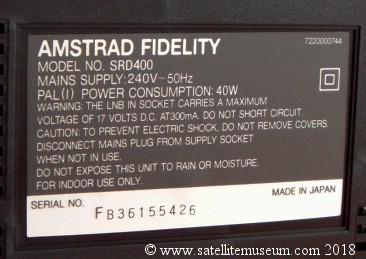 AMSTRAD FIDELITY 7220000744
MODEL NO. SRD400
MAINS SUPPLY: 240V~50Hz
PAL(I) POWER CONSUMPTION: 40W
WARNING: THE LNB IN SOCKET CARRIES A MAXIMUM
VOLTAGE OF 17 VOLTS D.C. AT300mA. DO NOT SHORT CIRCUIT.
CAUTION: TO PREVENT ELECTRIC SHOCK, DO NOT REMOVE COVERS.
DISCONNECT MAINS PLUG FROM SUPPLY SOCKET
WHEN NOT IN USE.
DO NOT EXPOSE THIS UNIT TO RAIN OR MOISTURE.
FOR INDOOR USE ONLY.
MADE IN JAPAN
SERIAL NO. FB36155426
© www.satellitemuseum.com 2018